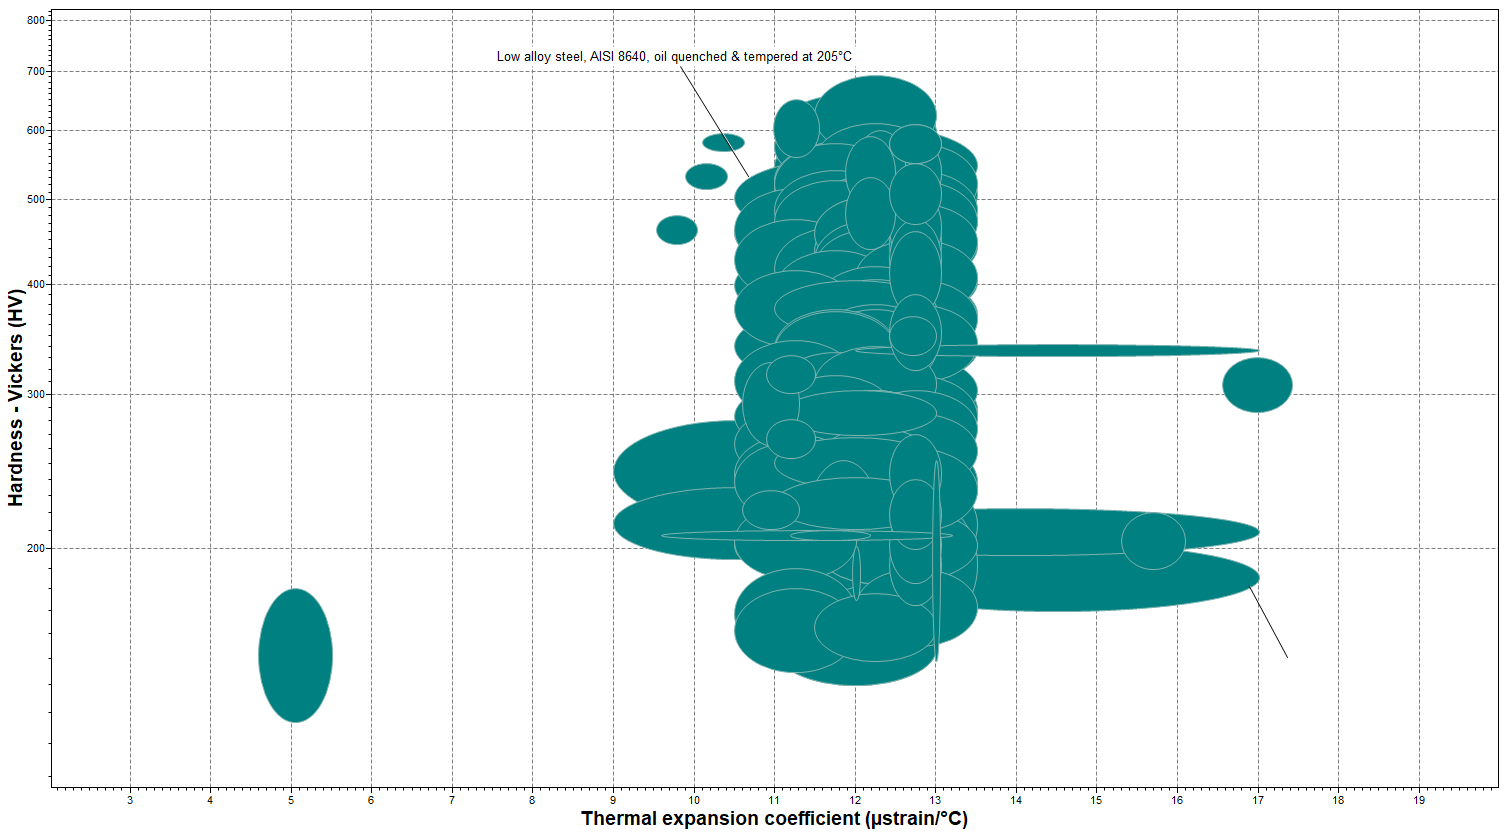 Low alloy steel, AISI 8640, oil quenched & tempered at 205°C
Hardness - Vickers (HV)
800
700
600
500
400
300
200
3 4 5 6 7 8 9 10 11 12 13 14 15 16 17 18 19
Thermal expansion coefficient (µstrain/°C)